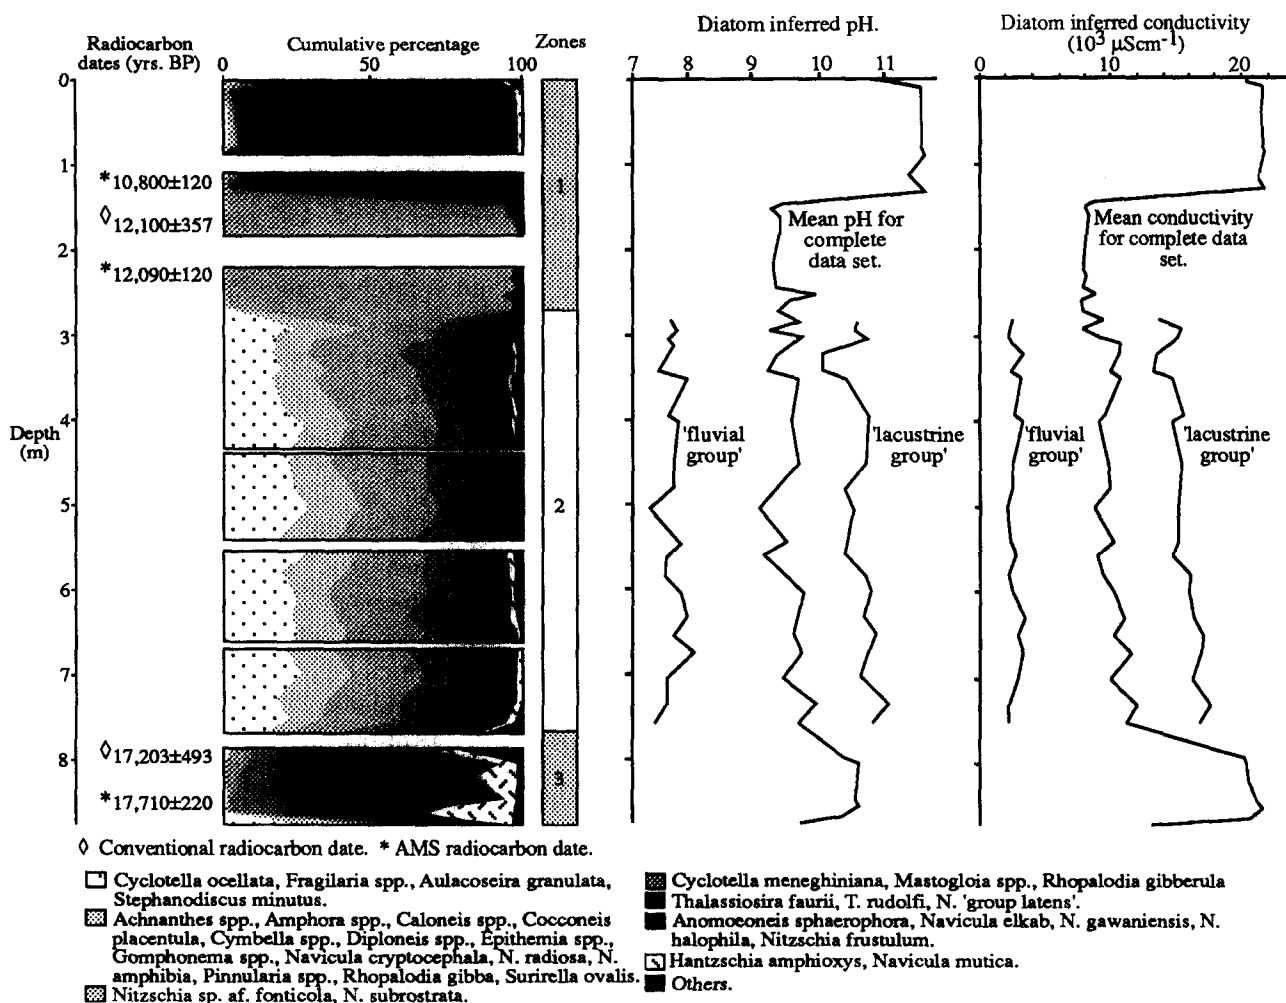 Radiocarbon
dates (yrs. BP)
Cumulative percentage
Zones
Diatom inferred pH.
Diatom inferred conductivity
(10³ μScm⁻¹)
0 50 100
7 8 9 10 11
0 10 20
0
1
2
3
4
5
6
7
8
Depth
(m)
* 10,800±120
◊ 12,100±357
* 12,090±120
◊ 17,203±493
* 17,710±220
1
2
3
Mean pH for
complete
data set.
'fluvial
group'
'lacustrine
group'
Mean conductivity
for complete data
set.
'fluvial
group'
'lacustrine
group'
◊ Conventional radiocarbon date. * AMS radiocarbon date.
Cyclotella ocellata, Fragilaria spp., Aulacoseira granulata,
Stephanodiscus minutus.
Achnanthes spp., Amphora spp., Caloneis spp., Cocconeis
placentula, Cymbella spp., Diploneis spp., Epithemia spp.,
Gomphonema spp., Navicula cryptocephala, N. radiosa, N.
amphibia, Pinnularia spp., Rhopalodia gibba, Surirella ovalis.
Nitzschia sp. af. fonticola, N. subrostrata.
Cyclotella meneghiniana, Mastogloia spp., Rhopalodia gibberula
Thalassiosira faurii, T. rudolfi, N. 'group latens'.
Anomoeoneis sphaerophora, Navicula elkab, N. gawaniensis, N.
halophila, Nitzschia frustulum.
Hantzschia amphioxys, Navicula mutica.
Others.